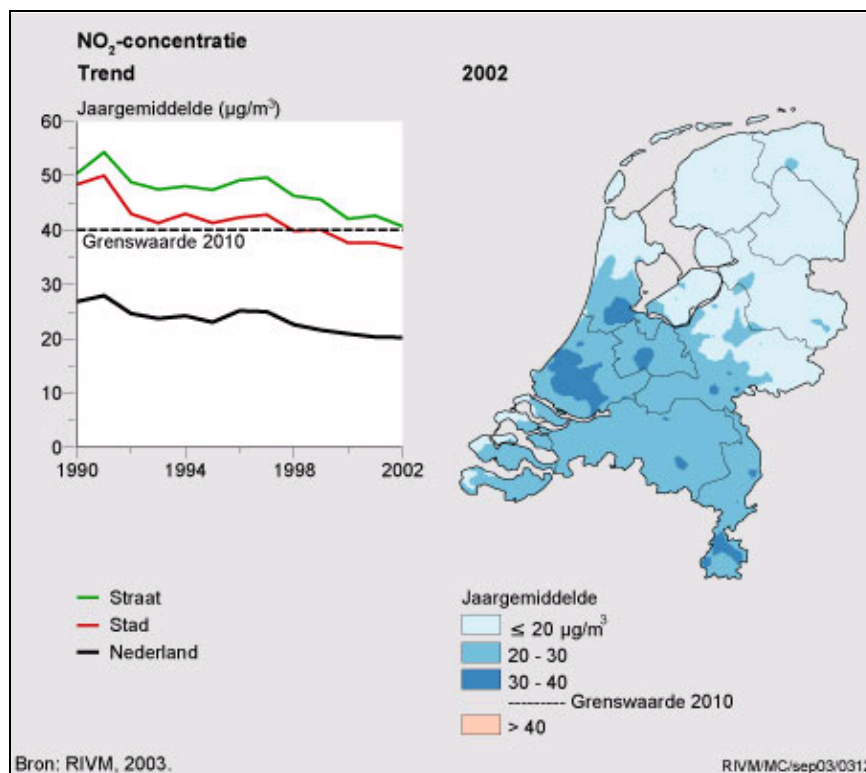 NO₂-concentratie
Trend
2002
Jaargemiddelde (µg/m³)
60
50
40
Grenswaarde 2010
30
20
10
0
1990 1994 1998 2002
Straat
Stad
Nederland
Jaargemiddelde
≤ 20 µg/m³
20 - 30
30 - 40
-------- Grenswaarde 2010
> 40
Bron: RIVM, 2003.
RIVM/MC/sep03/0312